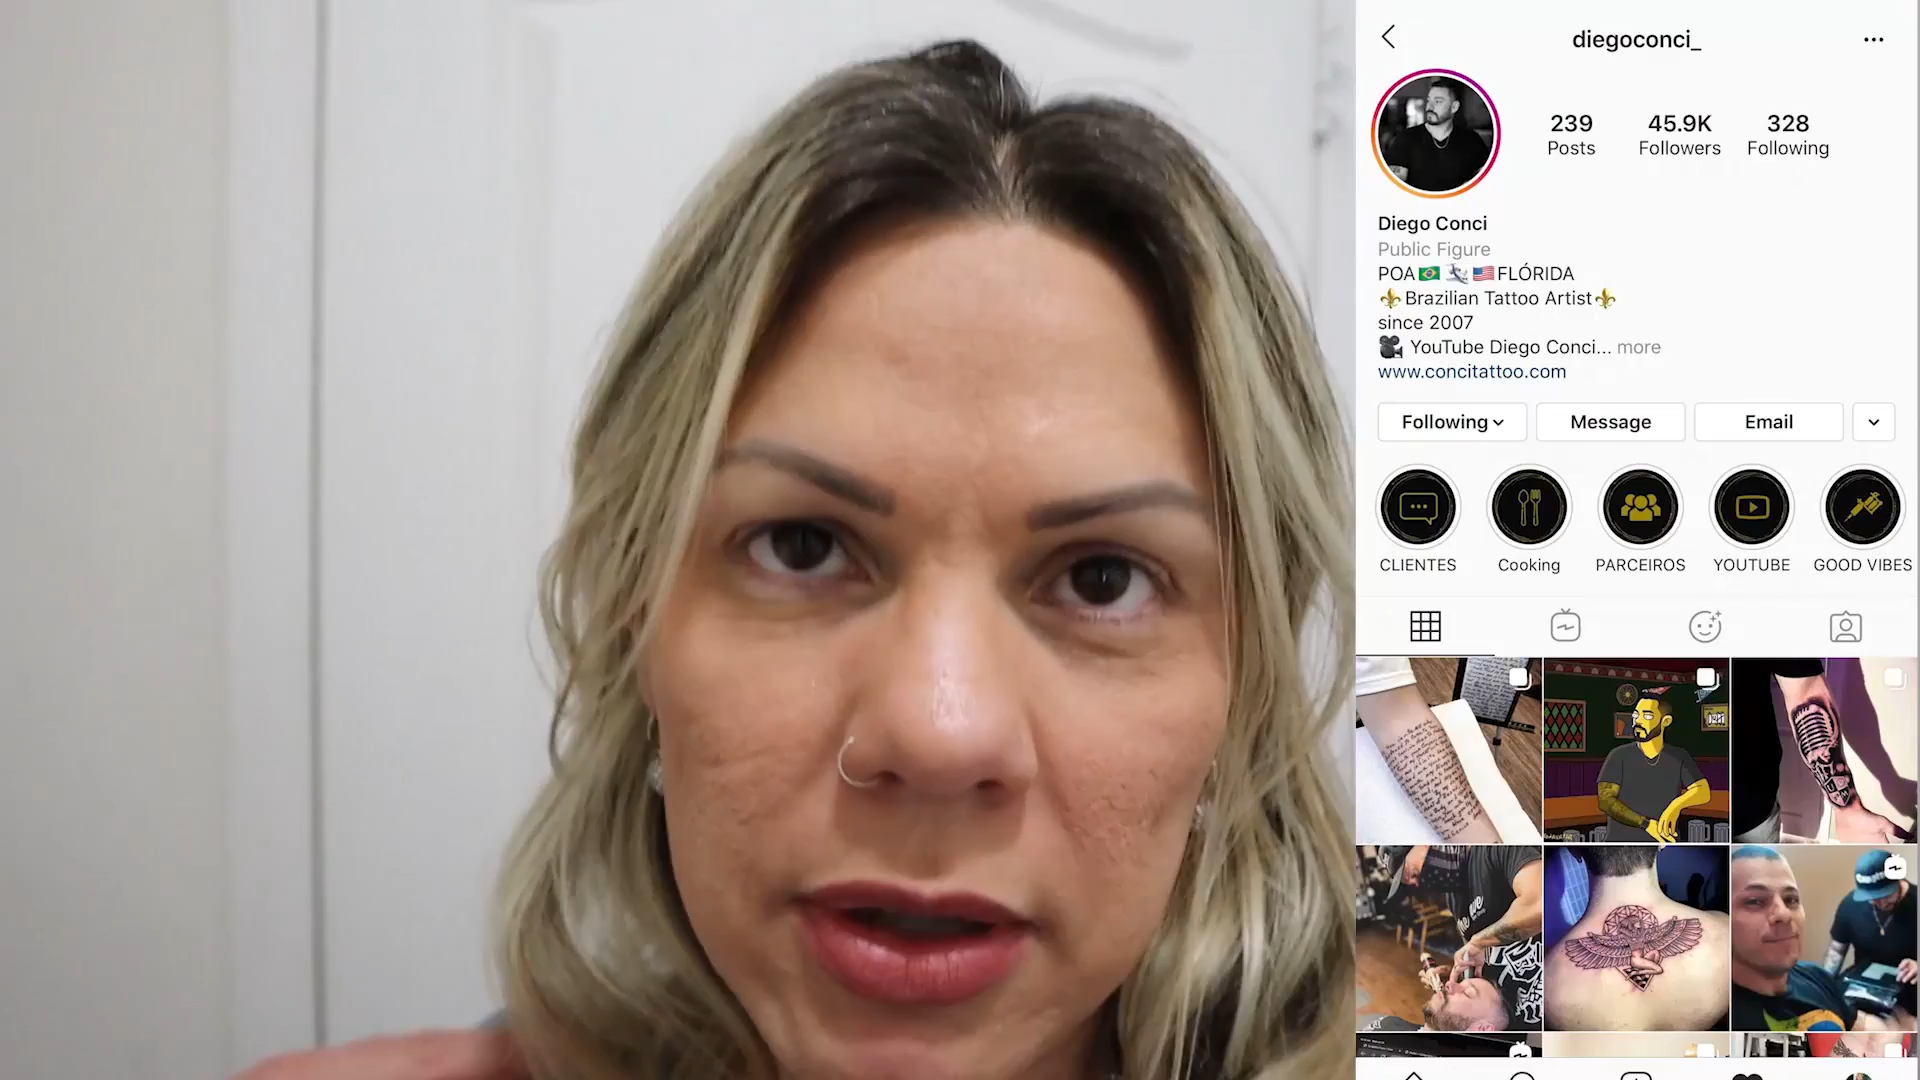 diegoconci_
239
Posts
45.9K
Followers
328
Following
Diego Conci
Public Figure
POA🇧🇷🛫🇺🇸FLÓRIDA
⚜️Brazilian Tattoo Artist⚜️
since 2007
🎥 YouTube Diego Conci... more
www.concitattoo.com
Following
Message
Email
CLIENTES
Cooking
PARCEIROS
YOUTUBE
GOOD VIBES